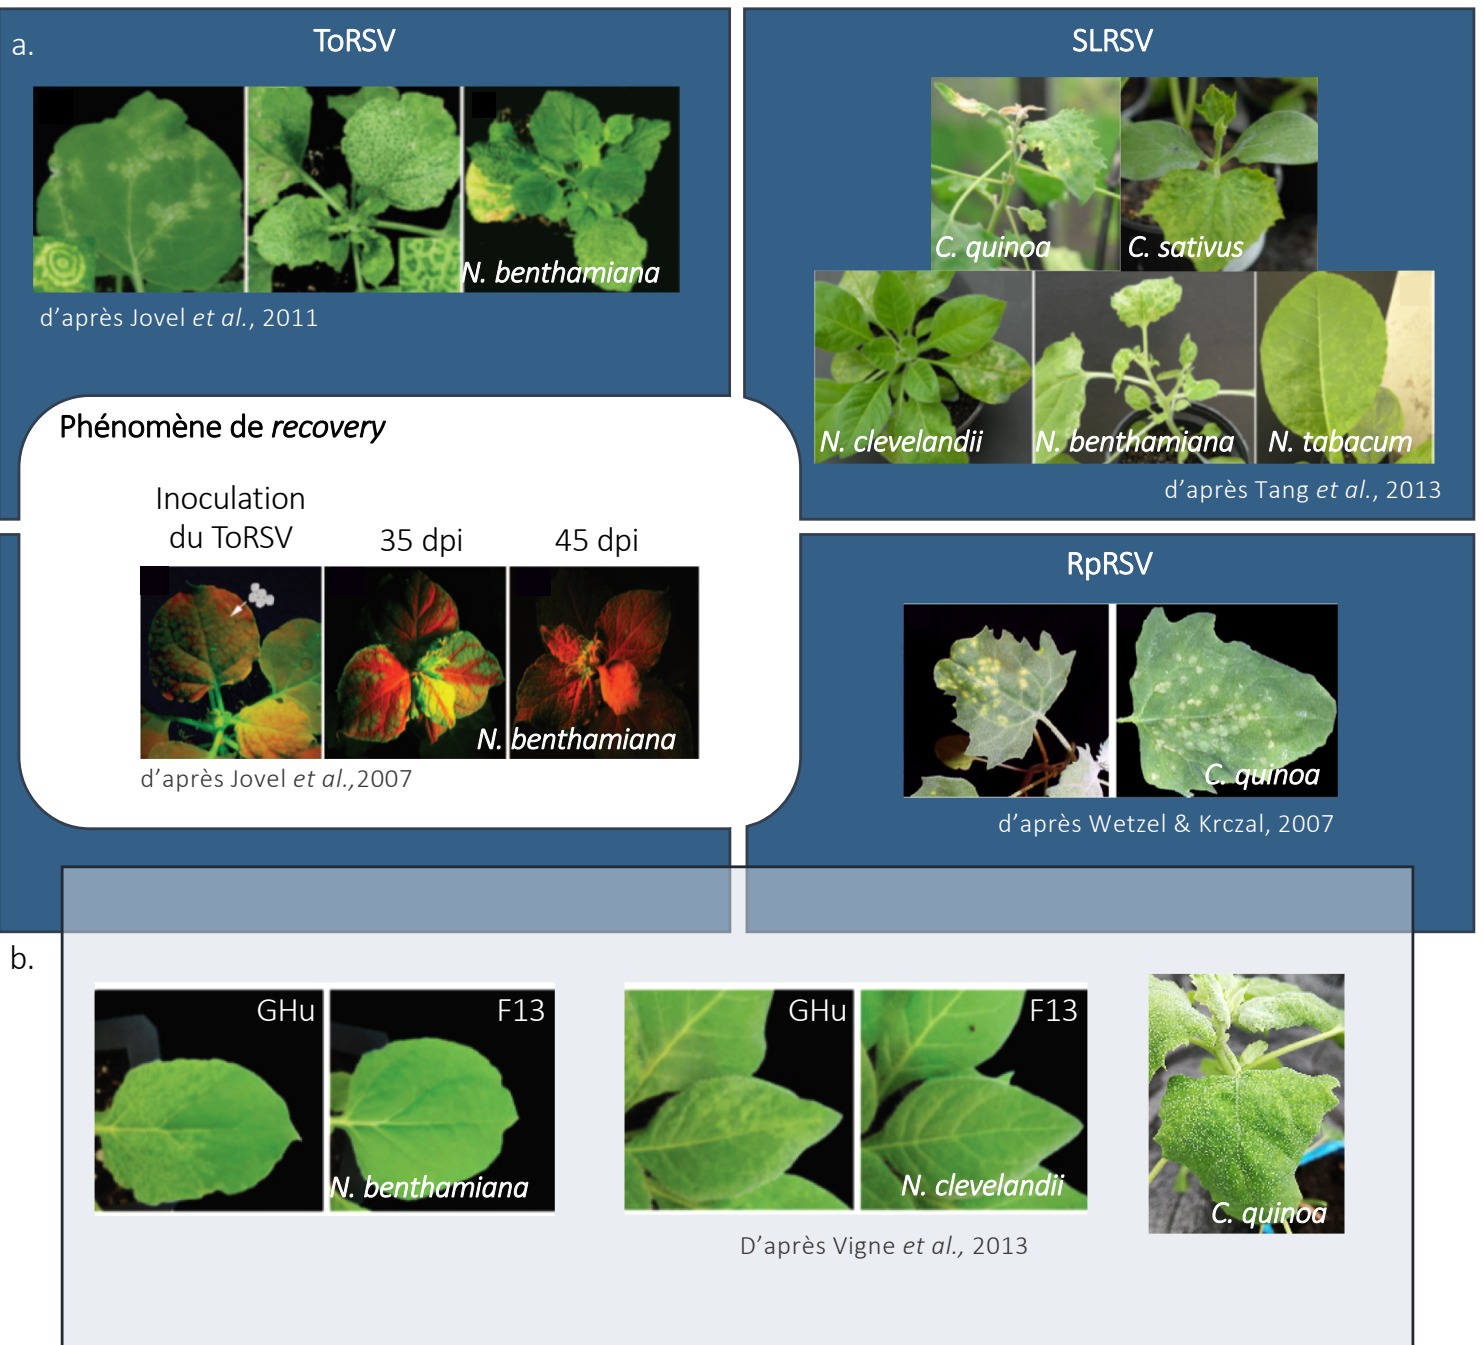 a.
ToRSV
N. benthamiana
d'après Jovel et al., 2011
SLRSV
C. quinoa
C. sativus
N. clevelandii
N. benthamiana
N. tabacum
d'après Tang et al., 2013
Phénomène de recovery
Inoculation
du ToRSV
35 dpi
45 dpi
N. benthamiana
d'après Jovel et al.,2007
RpRSV
C. quinoa
d'après Wetzel & Krczal, 2007
b.
GHu
F13
N. benthamiana
GHu
F13
N. clevelandii
C. quinoa
D'après Vigne et al., 2013